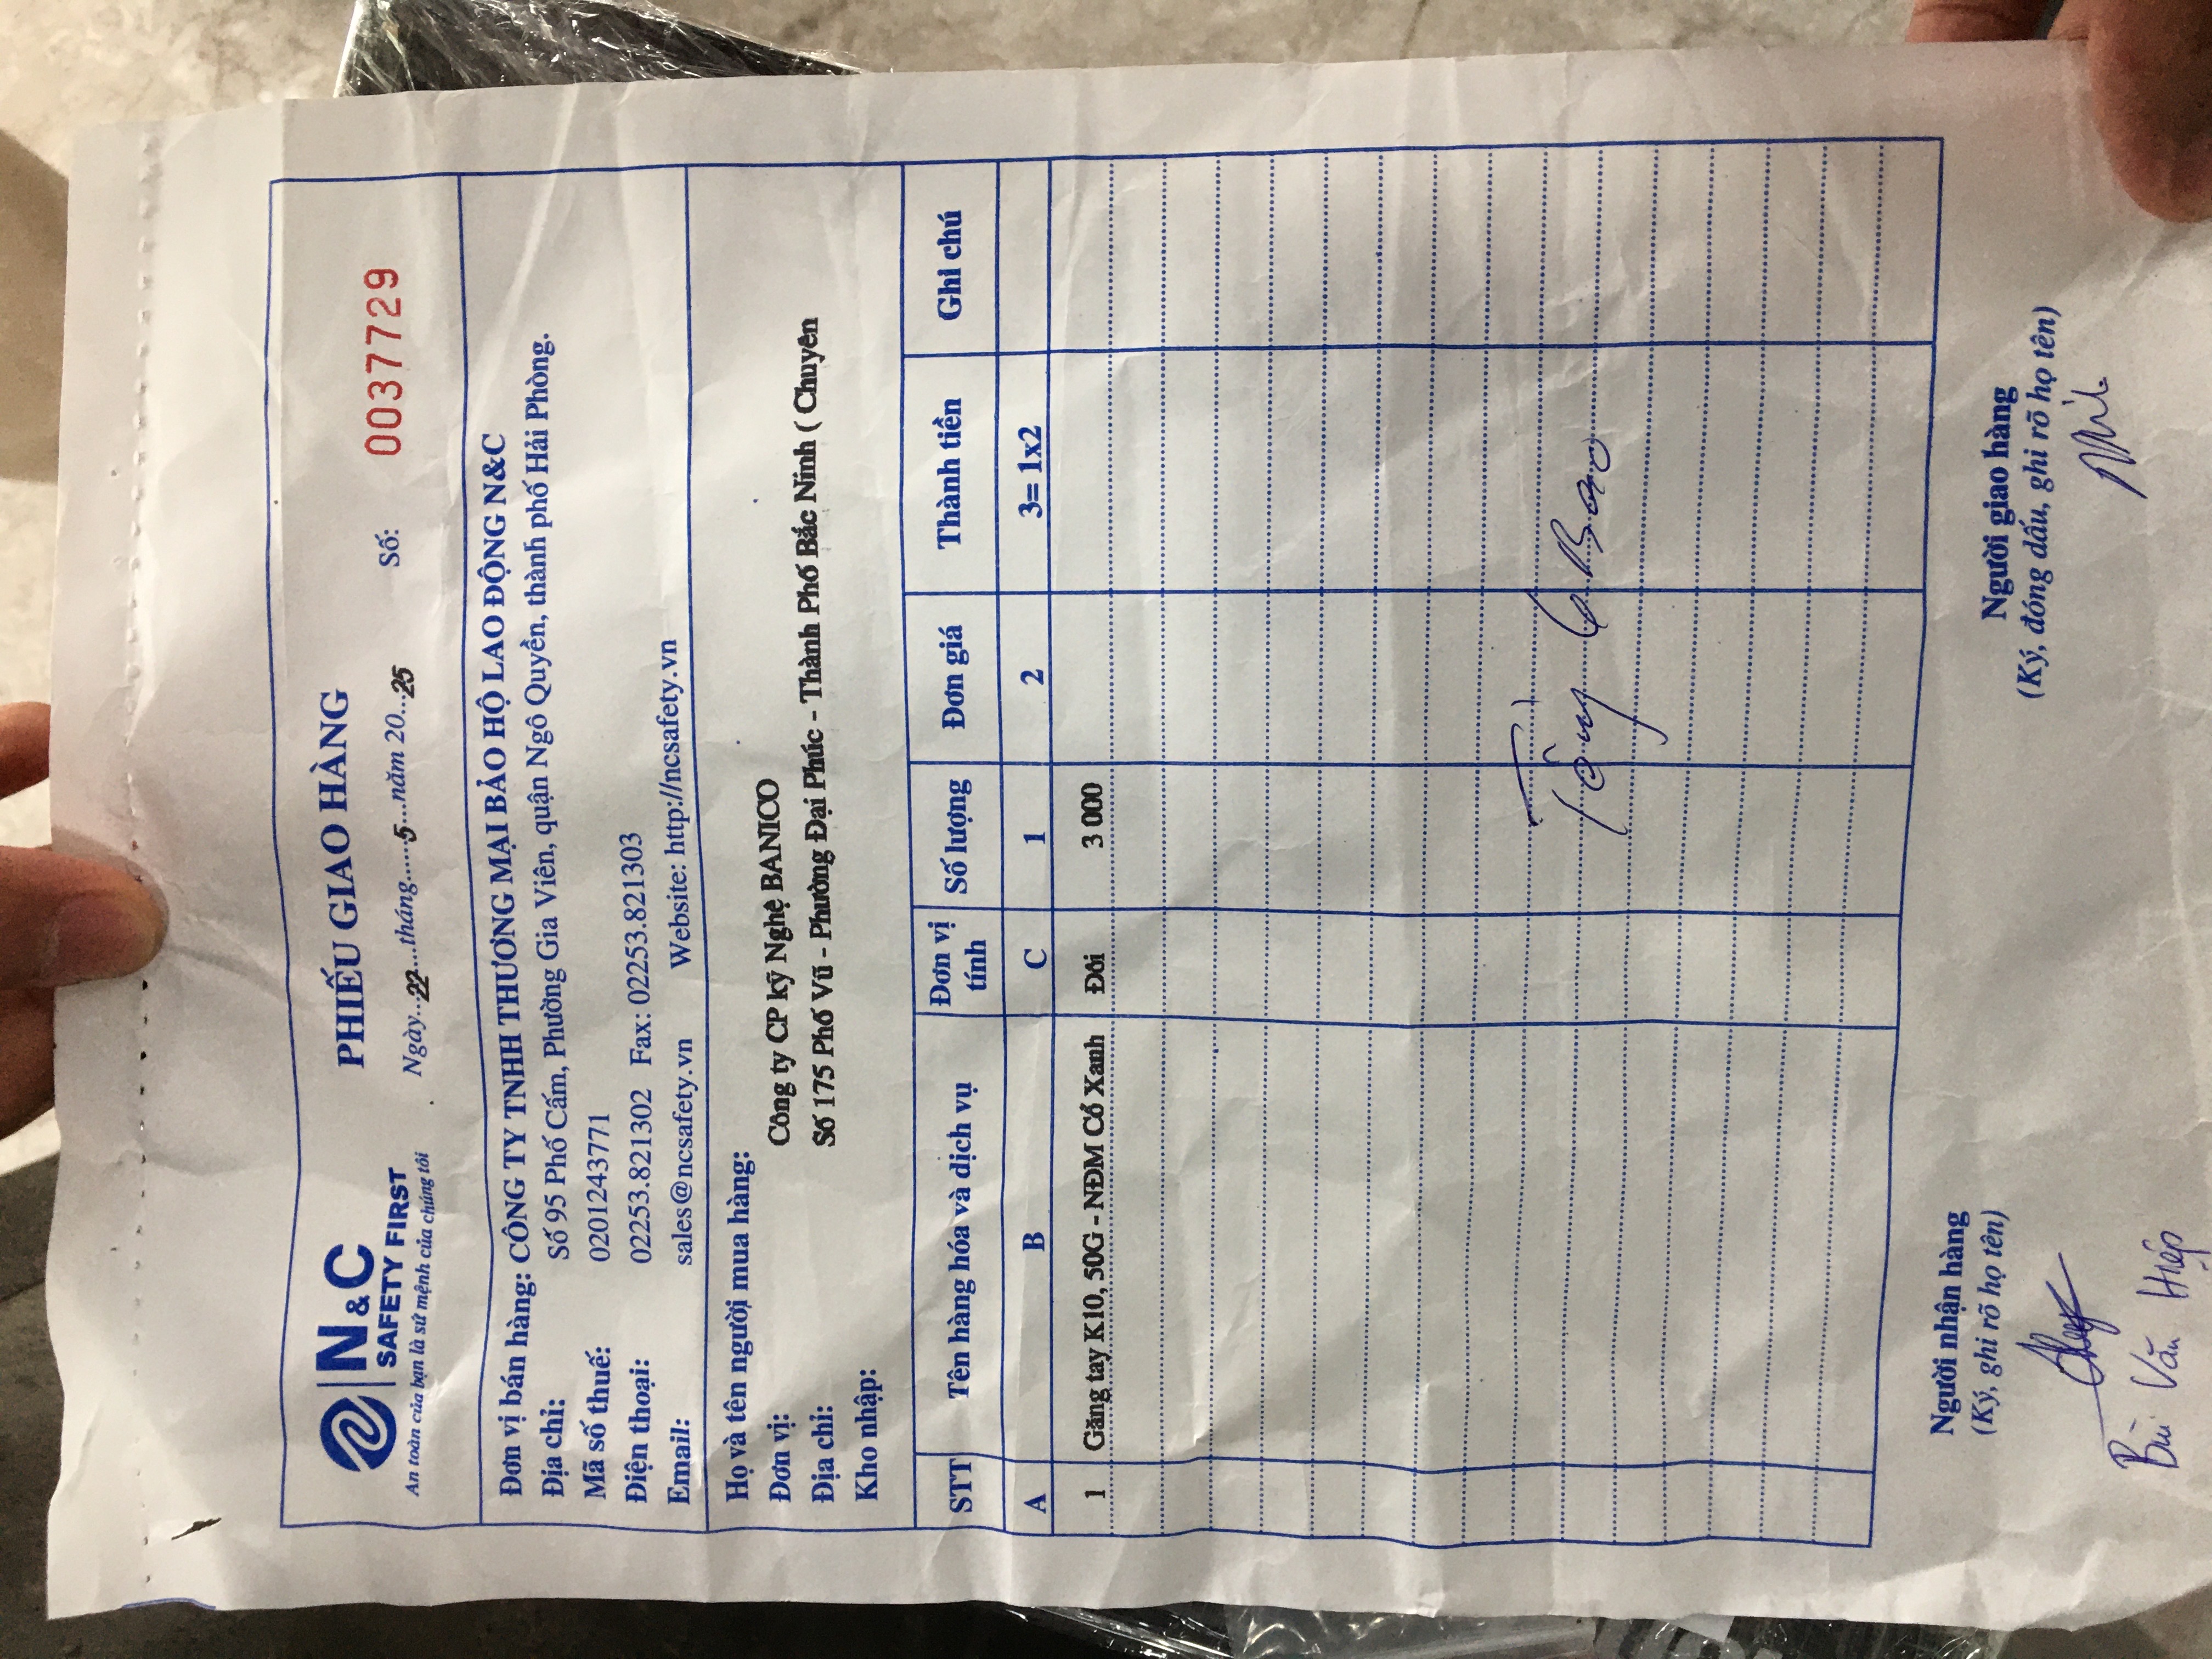 N&C
SAFETY FIRST
An toàn của bạn là sứ mệnh của chúng tôi
PHIẾU GIAO HÀNG
Ngày..22....tháng.....5....năm 20...25
Số: 0037729
Đơn vị bán hàng: CÔNG TY TNHH THƯƠNG MẠI BẢO HỘ LAO ĐỘNG N&C
Địa chỉ: Số 95 Phố Cấm, Phường Gia Viên, quận Ngô Quyền, thành phố Hải Phòng.
Mã số thuế: 0201243771
Điện thoại: 02253.821302 Fax: 02253.821303
Email: sales@ncsafety.vn Website: http://ncsafety.vn
Họ và tên người mua hàng:
Đơn vị: Công ty CP kỹ Nghệ BANICO
Địa chỉ: Số 175 Phố Vũ - Phường Đại Phúc - Thành Phố Bắc Ninh ( Chuyên
Kho nhập:
STT Tên hàng hóa và dịch vụ Đơn vị tính Số lượng Đơn giá Thành tiền Ghi chú
A B C 1 2 3= 1x2
1 Găng tay K10, 50G - NĐM Cổ Xanh Đôi 3 000
6 Bao
Người nhận hàng
(Ký, ghi rõ họ tên)
Bùi Văn Hiệp
Người giao hàng
(Ký, đóng dấu, ghi rõ họ tên)